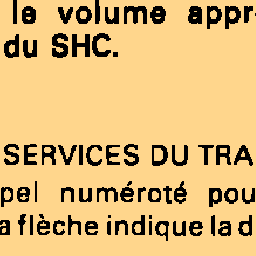 le volume appr
du SHC.
SERVICES DU TRA
pel numéroté pou
a flèche indique la d